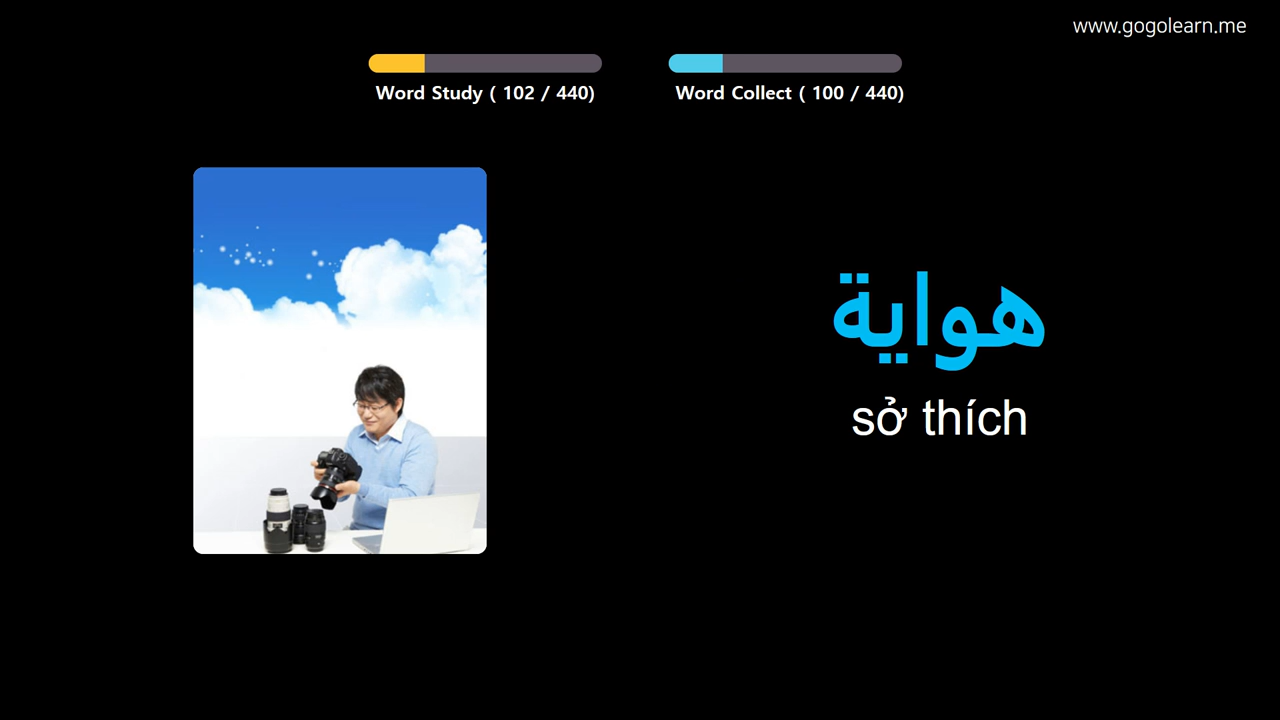 www.gogolearn.me
Word Study ( 102 / 440)
Word Collect ( 100 / 440)
هواية
sở thích